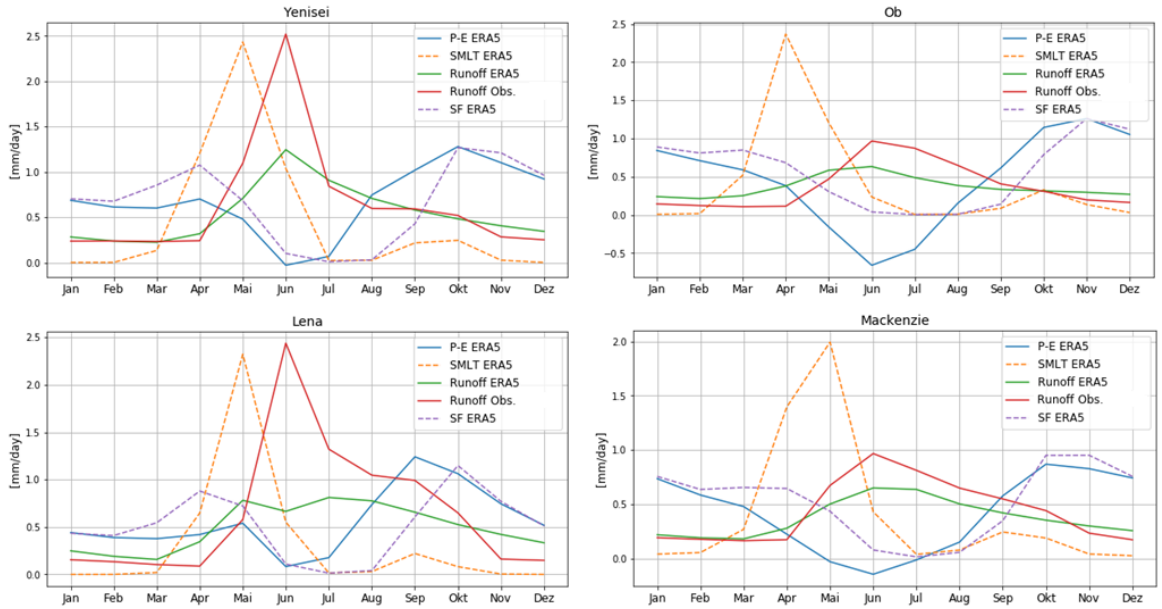 Yenisei
[mm/day]
2.5
2.0
1.5
1.0
0.5
0.0
P-E ERA5
SMLT ERA5
Runoff ERA5
Runoff Obs.
SF ERA5
Jan Feb Mar Apr Mai Jun Jul Aug Sep Okt Nov Dez
Ob
[mm/day]
2.5
2.0
1.5
1.0
0.5
0.0
-0.5
P-E ERA5
SMLT ERA5
Runoff ERA5
Runoff Obs.
SF ERA5
Jan Feb Mar Apr Mai Jun Jul Aug Sep Okt Nov Dez
Lena
[mm/day]
2.5
2.0
1.5
1.0
0.5
0.0
P-E ERA5
SMLT ERA5
Runoff ERA5
Runoff Obs.
SF ERA5
Jan Feb Mar Apr Mai Jun Jul Aug Sep Okt Nov Dez
Mackenzie
[mm/day]
2.0
1.5
1.0
0.5
0.0
P-E ERA5
SMLT ERA5
Runoff ERA5
Runoff Obs.
SF ERA5
Jan Feb Mar Apr Mai Jun Jul Aug Sep Okt Nov Dez